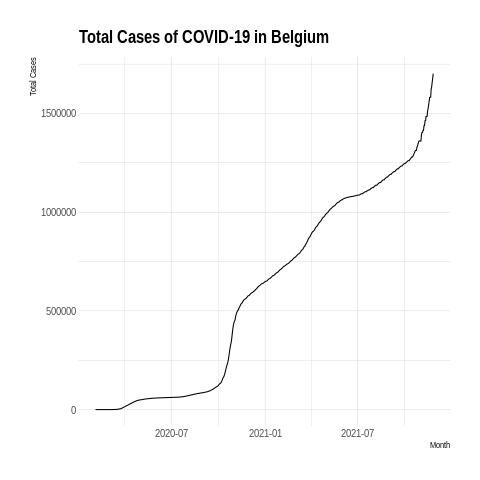 Total Cases of COVID-19 in Belgium
Total Cases
1500000
1000000
500000
0
2020-07 2021-01 2021-07
Month